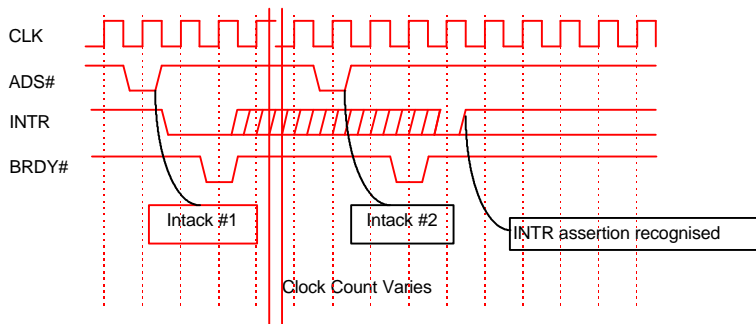 CLK
ADS#
INTR
BRDY#
Intack #1
Intack #2
INTR assertion recognised
Clock Count Varies